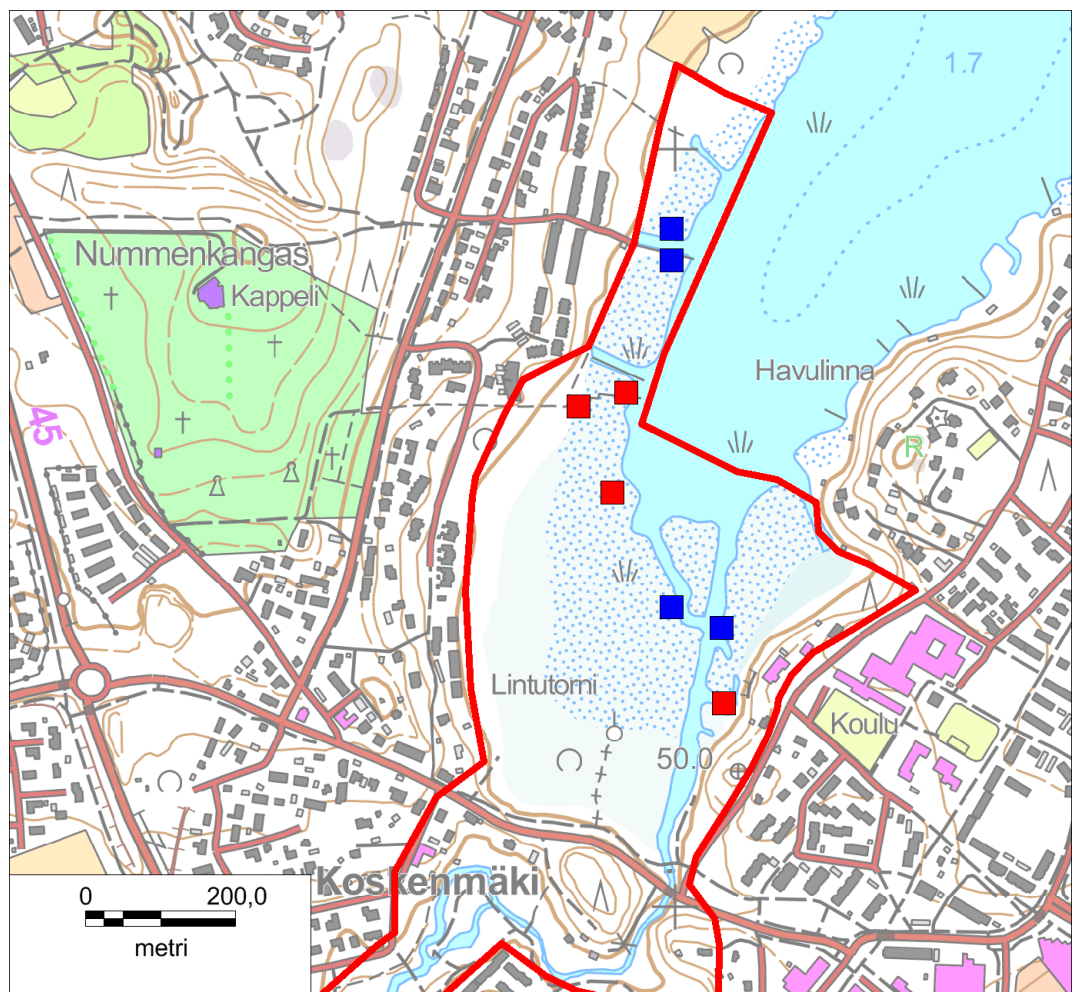 1.7
Nummenkangas
Kappeli
Havulinna
45
R
Lintutorni
Koulu
50.0
Koskenmäki
0 200,0
metri